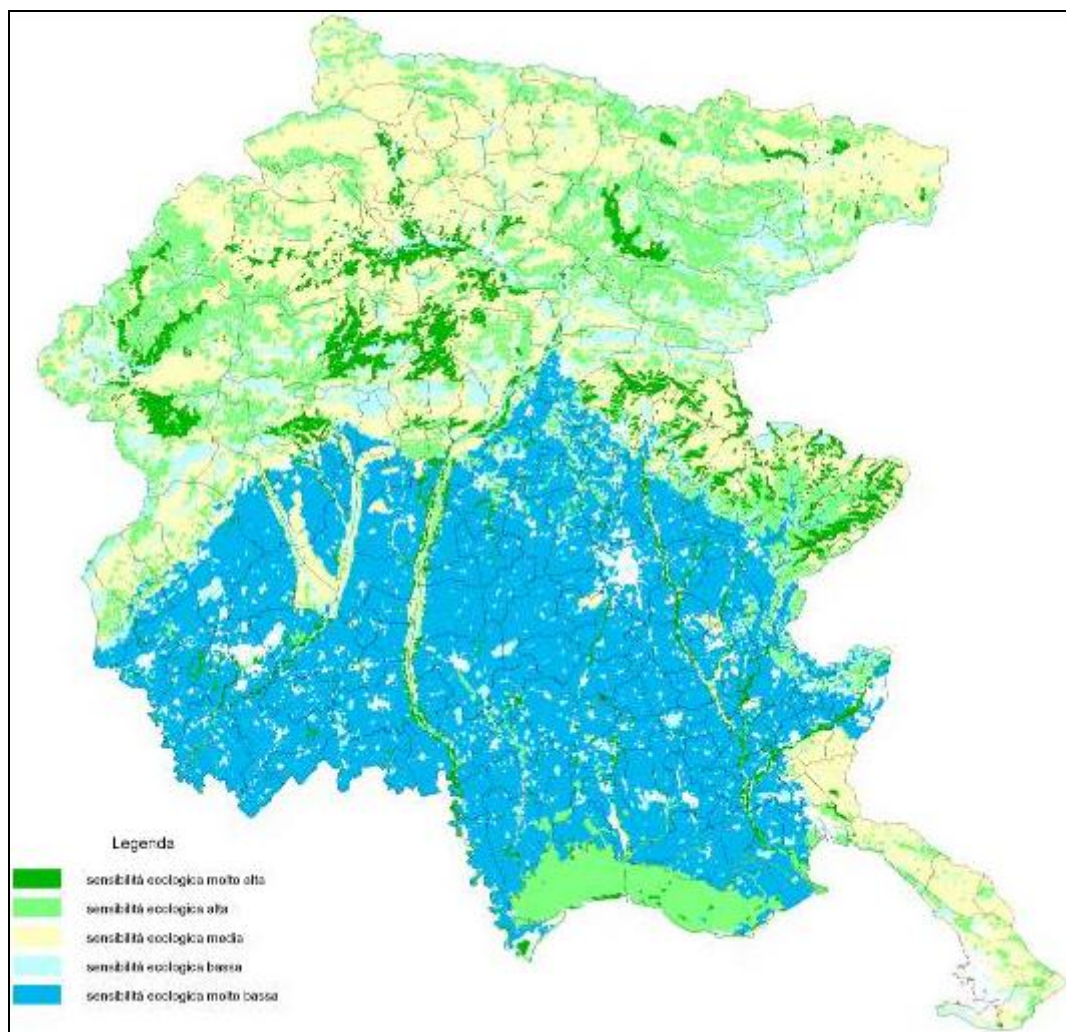 Legenda
sensibilità ecologica molto alta
sensibilità ecologica alta
sensibilità ecologica media
sensibilità ecologica bassa
sensibilità ecologica molto bassa